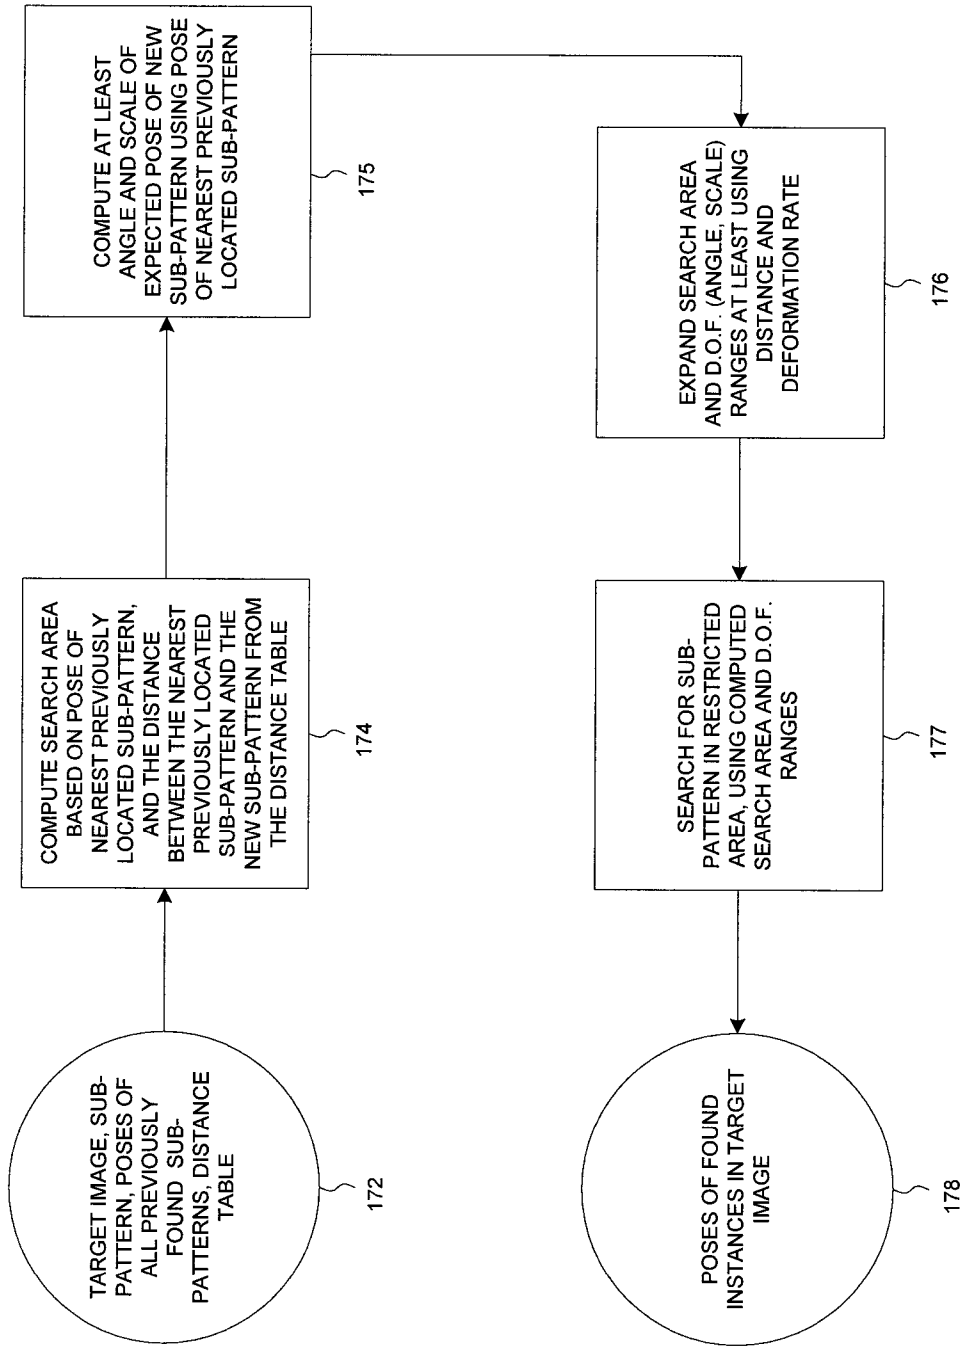 TARGET IMAGE, SUB-
PATTERN, POSES OF
ALL PREVIOUSLY
FOUND SUB-
PATTERNS, DISTANCE
TABLE
172
COMPUTE SEARCH AREA
BASED ON POSE OF
NEAREST PREVIOUSLY
LOCATED SUB-PATTERN,
AND THE DISTANCE
BETWEEN THE NEAREST
PREVIOUSLY LOCATED
SUB-PATTERN AND THE
NEW SUB-PATTERN FROM
THE DISTANCE TABLE
174
COMPUTE AT LEAST
ANGLE AND SCALE OF
EXPECTED POSE OF NEW
SUB-PATTERN USING POSE
OF NEAREST PREVIOUSLY
LOCATED SUB-PATTERN
175
EXPAND SEARCH AREA
AND D.O.F. (ANGLE, SCALE)
RANGES AT LEAST USING
DISTANCE AND
DEFORMATION RATE
176
SEARCH FOR SUB-
PATTERN IN RESTRICTED
AREA, USING COMPUTED
SEARCH AREA AND D.O.F.
RANGES
177
POSES OF FOUND
INSTANCES IN TARGET
IMAGE
178